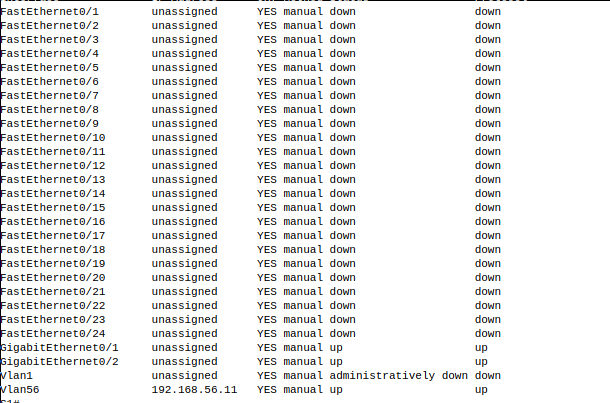 FastEthernet0/1 unassigned YES manual down down
FastEthernet0/2 unassigned YES manual down down
FastEthernet0/3 unassigned YES manual down down
FastEthernet0/4 unassigned YES manual down down
FastEthernet0/5 unassigned YES manual down down
FastEthernet0/6 unassigned YES manual down down
FastEthernet0/7 unassigned YES manual down down
FastEthernet0/8 unassigned YES manual down down
FastEthernet0/9 unassigned YES manual down down
FastEthernet0/10 unassigned YES manual down down
FastEthernet0/11 unassigned YES manual down down
FastEthernet0/12 unassigned YES manual down down
FastEthernet0/13 unassigned YES manual down down
FastEthernet0/14 unassigned YES manual down down
FastEthernet0/15 unassigned YES manual down down
FastEthernet0/16 unassigned YES manual down down
FastEthernet0/17 unassigned YES manual down down
FastEthernet0/18 unassigned YES manual down down
FastEthernet0/19 unassigned YES manual down down
FastEthernet0/20 unassigned YES manual down down
FastEthernet0/21 unassigned YES manual down down
FastEthernet0/22 unassigned YES manual down down
FastEthernet0/23 unassigned YES manual down down
FastEthernet0/24 unassigned YES manual down down
GigabitEthernet0/1 unassigned YES manual up up
GigabitEthernet0/2 unassigned YES manual up up
Vlan1 unassigned YES manual administratively down down
Vlan56 192.168.56.11 YES manual up up